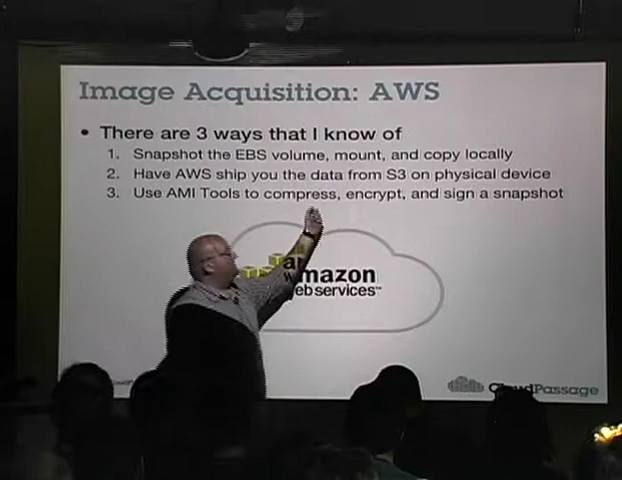 Image Acquisition: AWS
• There are 3 ways that I know of
1. Snapshot the EBS volume, mount, and copy locally
2. Have AWS ship you the data from S3 on physical device
3. Use AMI Tools to compress, encrypt, and sign a snapshot
amazon
webservices™
CloudPassage